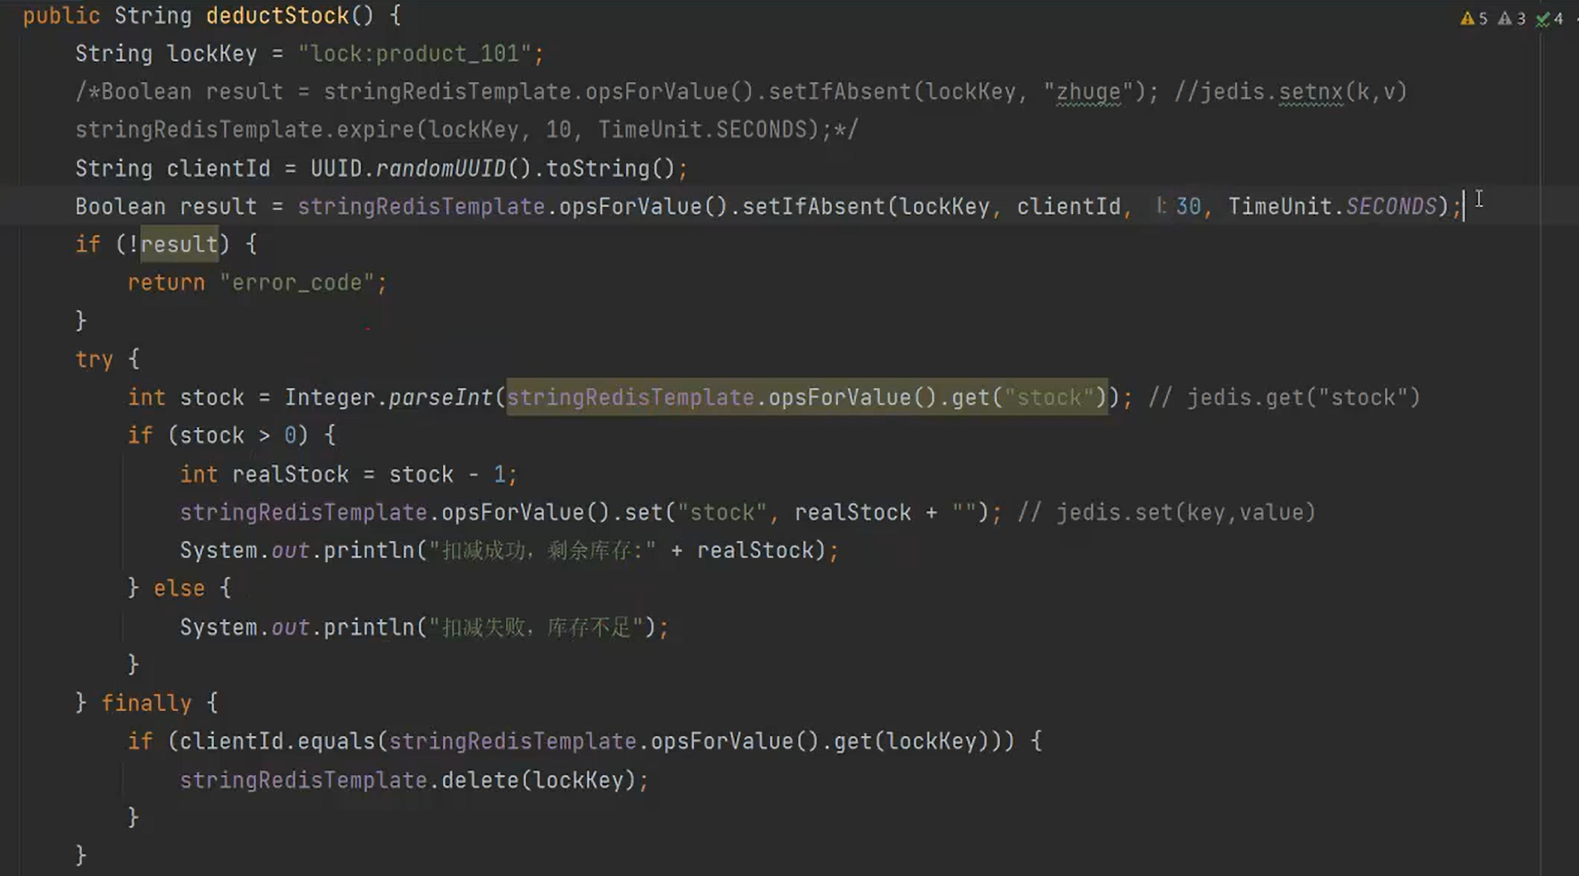 public String deductStock() {
5 3 4
String lockKey = "lock:product_101";
/*Boolean result = stringRedisTemplate.opsForValue().setIfAbsent(lockKey, "zhuge"); //jedis.setnx(k,v)
stringRedisTemplate.expire(lockKey, 10, TimeUnit.SECONDS);*/
String clientId = UUID.randomUUID().toString();
Boolean result = stringRedisTemplate.opsForValue().setIfAbsent(lockKey, clientId, l: 30, TimeUnit.SECONDS);
if (!result) {
return "error_code";
}
try {
int stock = Integer.parseInt(stringRedisTemplate.opsForValue().get("stock")); // jedis.get("stock")
if (stock > 0) {
int realStock = stock - 1;
stringRedisTemplate.opsForValue().set("stock", realStock + ""); // jedis.set(key,value)
System.out.println("扣减成功，剩余库存:" + realStock);
} else {
System.out.println("扣减失败，库存不足");
}
} finally {
if (clientId.equals(stringRedisTemplate.opsForValue().get(lockKey))) {
stringRedisTemplate.delete(lockKey);
}
}